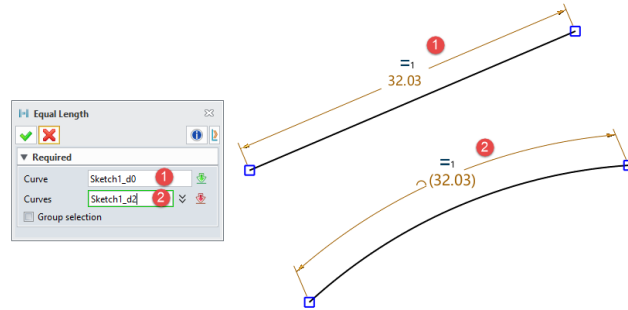 Equal Length
Required
Curve Sketch1_d0 1
Curves Sketch1_d2 2
Group selection
1
=1
32.03
2
=1
(32.03)